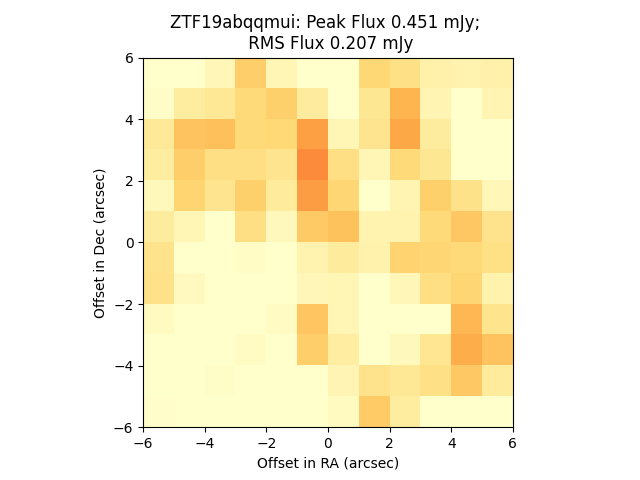 ZTF19abqqmui: Peak Flux 0.451 mJy;
RMS Flux 0.207 mJy
6
4
2
0
−2
−4
−6
Offset in Dec (arcsec)
−6 −4 −2 0 2 4 6
Offset in RA (arcsec)